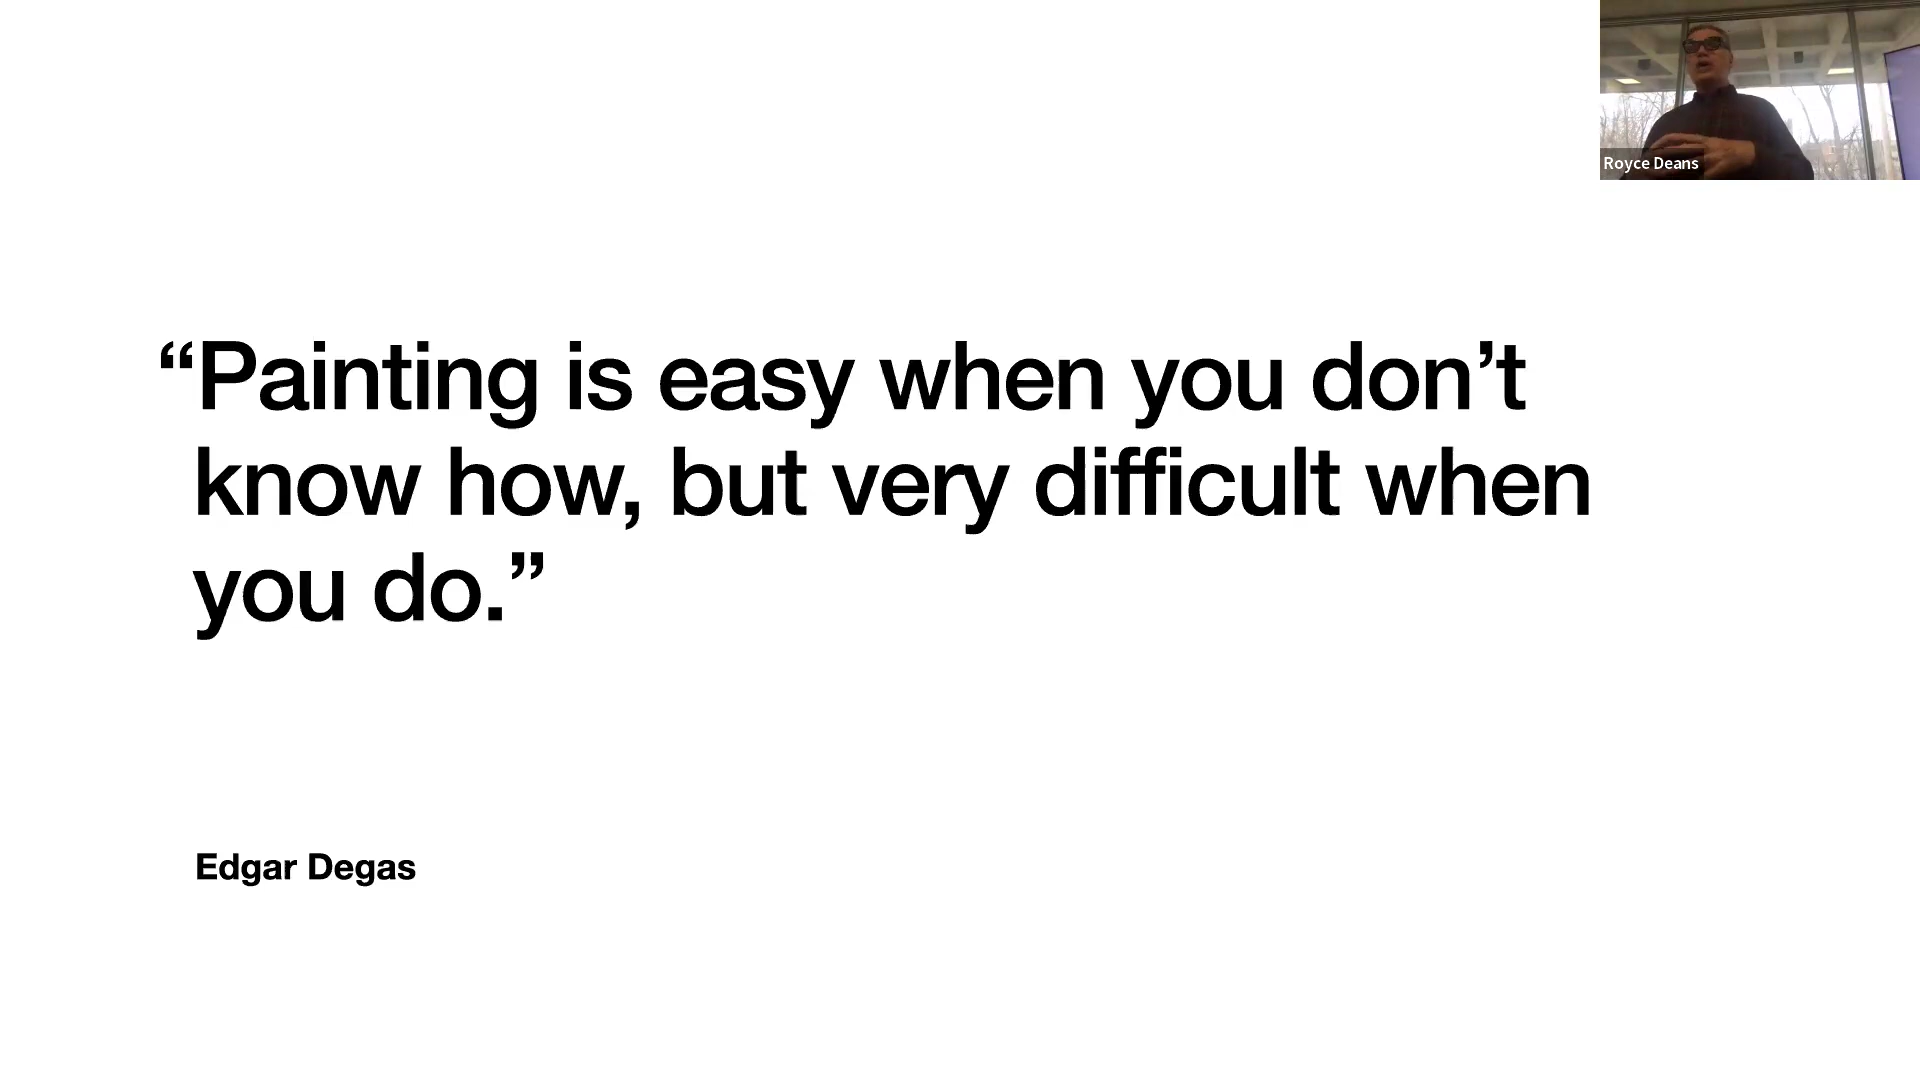 Royce Deans
“Painting is easy when you don’t
know how, but very difficult when
you do.”
Edgar Degas